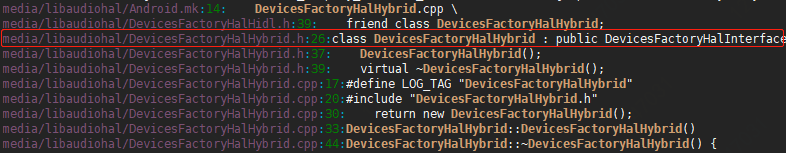 media/libaudiohal/Android.mk:14:    DevicesFactoryHalHybrid.cpp \
media/libaudiohal/DevicesFactoryHalHidl.h:39:    friend class DevicesFactoryHalHybrid;
media/libaudiohal/DevicesFactoryHalHybrid.h:26:class DevicesFactoryHalHybrid : public DevicesFactoryHalInterface
media/libaudiohal/DevicesFactoryHalHybrid.h:37:    DevicesFactoryHalHybrid();
media/libaudiohal/DevicesFactoryHalHybrid.h:39:    virtual ~DevicesFactoryHalHybrid();
media/libaudiohal/DevicesFactoryHalHybrid.cpp:17:#define LOG_TAG "DevicesFactoryHalHybrid"
media/libaudiohal/DevicesFactoryHalHybrid.cpp:20:#include "DevicesFactoryHalHybrid.h"
media/libaudiohal/DevicesFactoryHalHybrid.cpp:30:    return new DevicesFactoryHalHybrid();
media/libaudiohal/DevicesFactoryHalHybrid.cpp:33:DevicesFactoryHalHybrid::DevicesFactoryHalHybrid()
media/libaudiohal/DevicesFactoryHalHybrid.cpp:44:DevicesFactoryHalHybrid::~DevicesFactoryHalHybrid() {